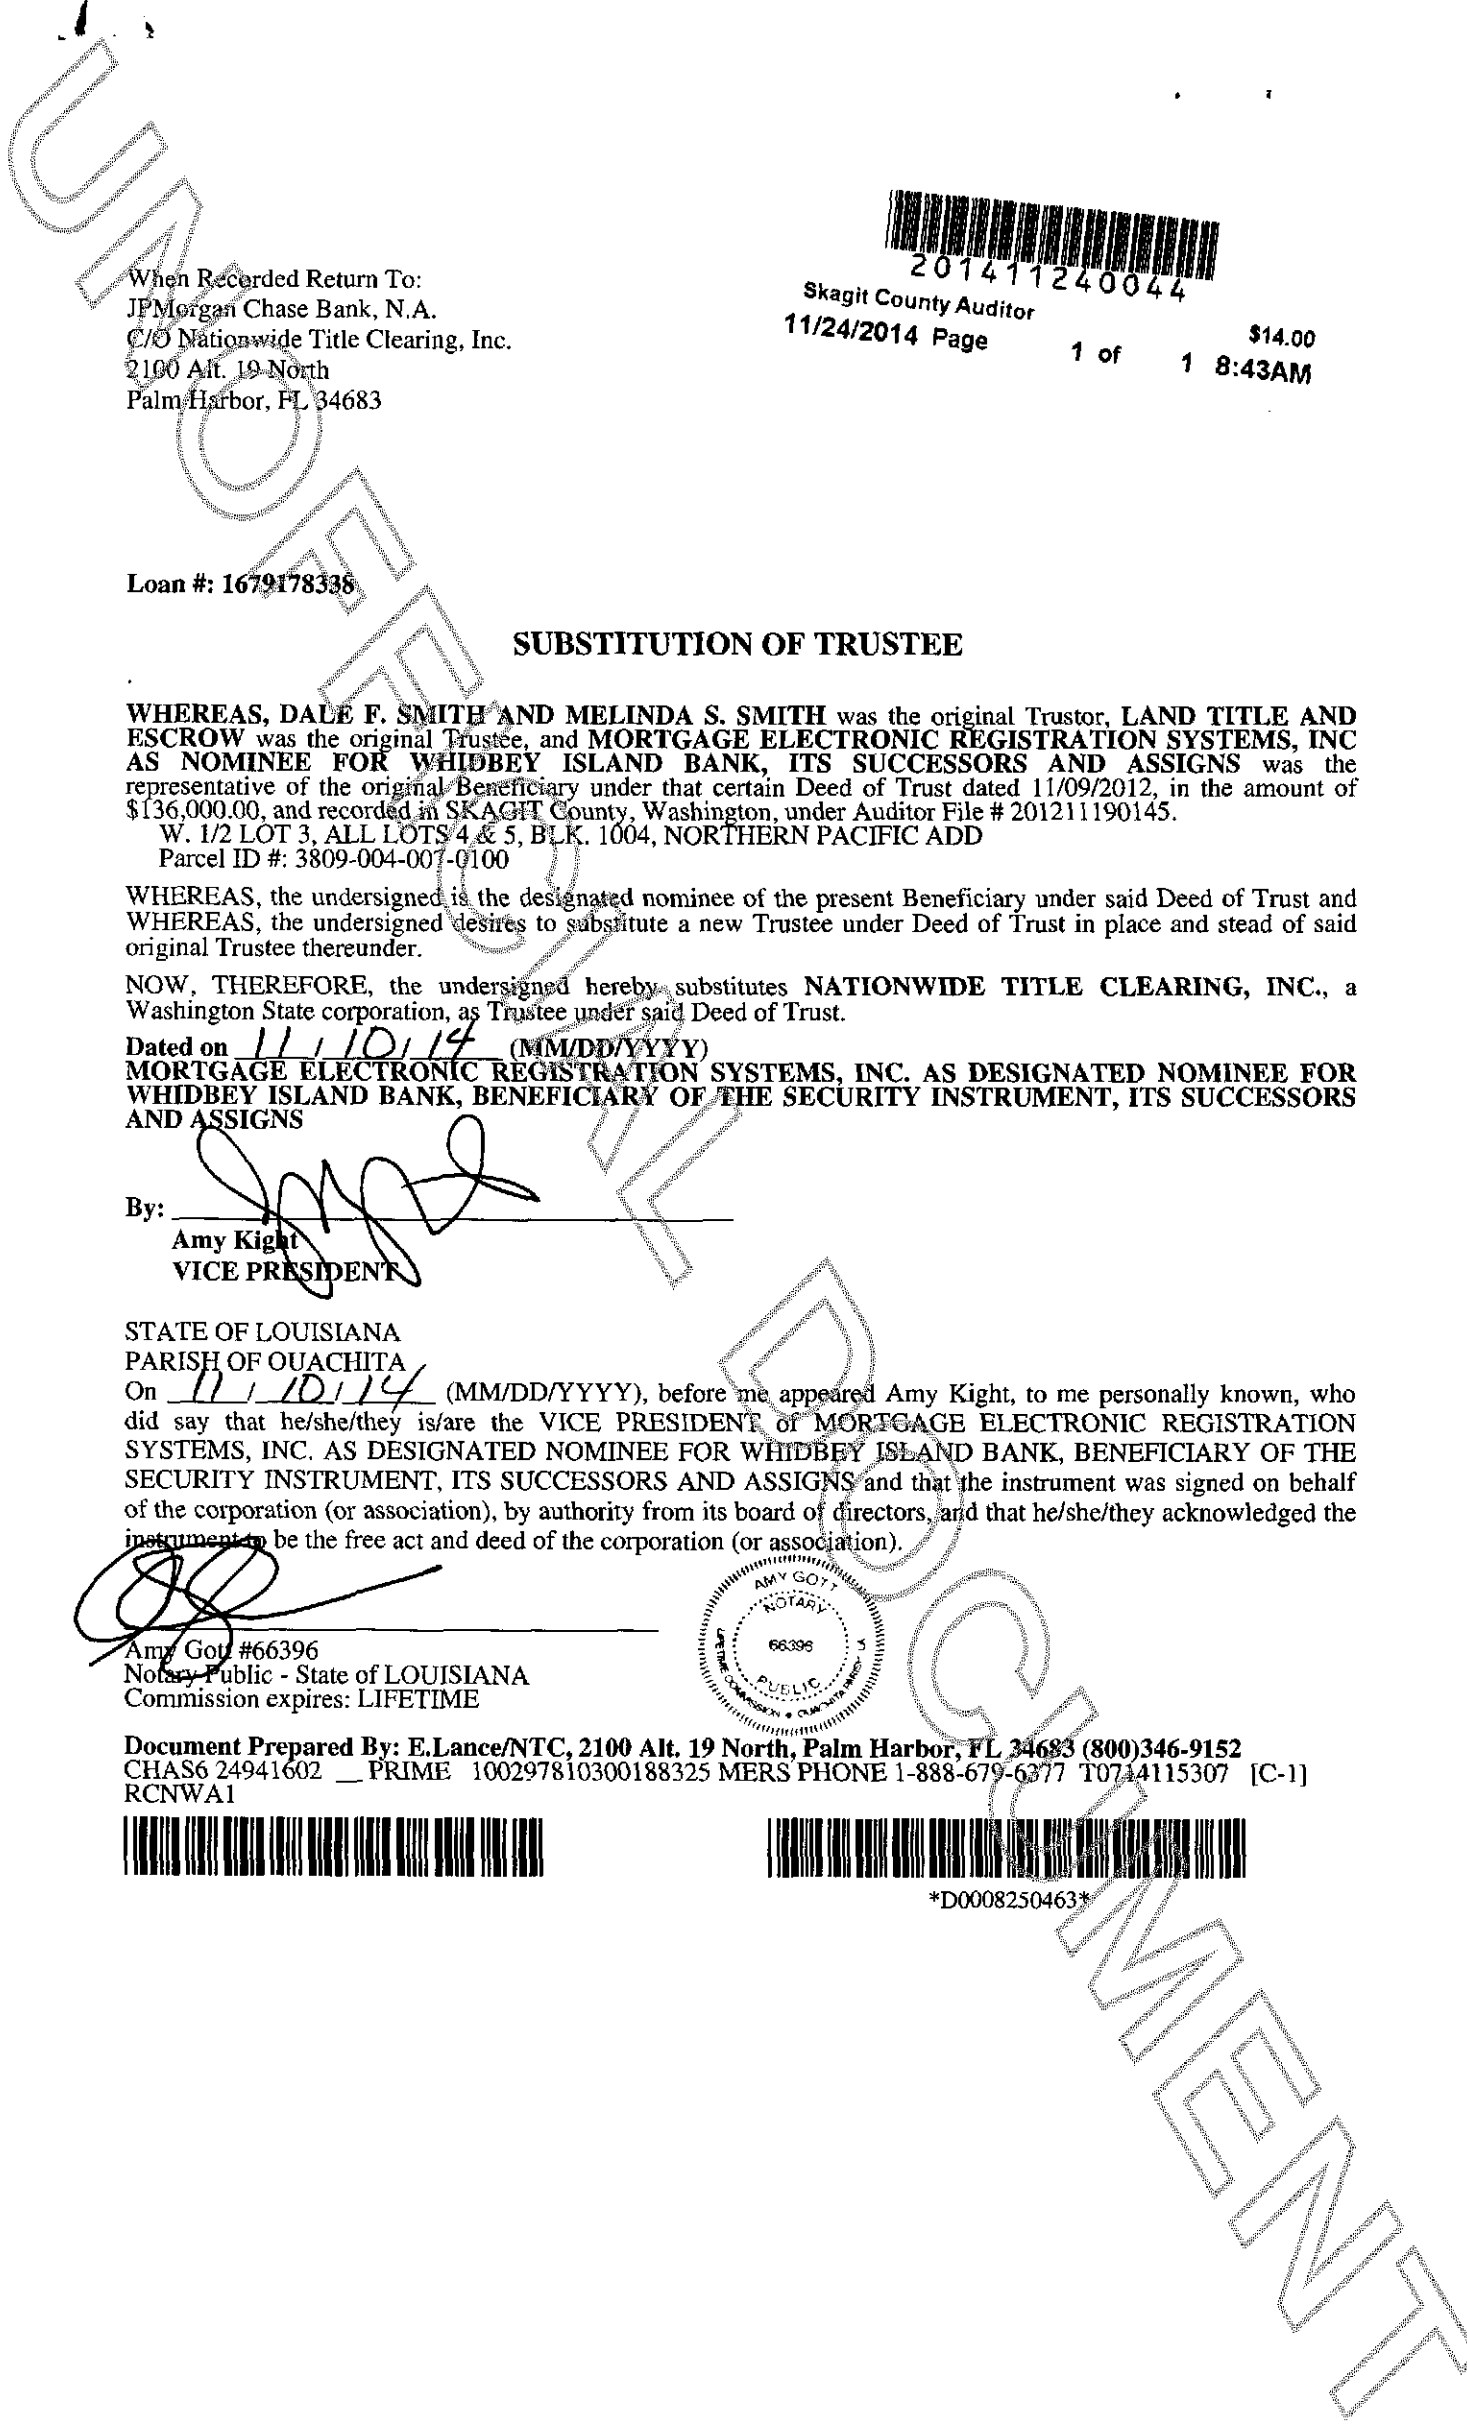 201411240044
Skagit County Auditor
$14.00
11/24/2014 Page 1 of 1 8:43AM
When Recorded Return To:
JPMorgan Chase Bank, N.A.
C/O Nationwide Title Clearing, Inc.
2100 Alt. 19 North
Palm Harbor, FL 34683
Loan #: 1679178338
SUBSTITUTION OF TRUSTEE
WHEREAS, DALE F. SMITH AND MELINDA S. SMITH was the original Trustor, LAND TITLE AND
ESCROW was the original Trustee, and MORTGAGE ELECTRONIC REGISTRATION SYSTEMS, INC
AS NOMINEE FOR WHIDBEY ISLAND BANK, ITS SUCCESSORS AND ASSIGNS was the
representative of the original Beneficiary under that certain Deed of Trust dated 11/09/2012, in the amount of
$136,000.00, and recorded in SKAGIT County, Washington, under Auditor File # 201211190145.
W. 1/2 LOT 3, ALL LOTS 4 & 5, BLK. 1004, NORTHERN PACIFIC ADD
Parcel ID #: 3809-004-007-0100
WHEREAS, the undersigned is the designated nominee of the present Beneficiary under said Deed of Trust and
WHEREAS, the undersigned desires to substitute a new Trustee under Deed of Trust in place and stead of said
original Trustee thereunder.
NOW, THEREFORE, the undersigned hereby substitutes NATIONWIDE TITLE CLEARING, INC., a
Washington State corporation, as Trustee under said Deed of Trust.
Dated on 11 / 10 / 14 (MM/DD/YYYY)
MORTGAGE ELECTRONIC REGISTRATION SYSTEMS, INC. AS DESIGNATED NOMINEE FOR
WHIDBEY ISLAND BANK, BENEFICIARY OF THE SECURITY INSTRUMENT, ITS SUCCESSORS
AND ASSIGNS
By:
Amy Kight
VICE PRESIDENT
STATE OF LOUISIANA
PARISH OF OUACHITA
On 11 / 10 / 14 (MM/DD/YYYY), before me appeared Amy Kight, to me personally known, who
did say that he/she/they is/are the VICE PRESIDENT of MORTGAGE ELECTRONIC REGISTRATION
SYSTEMS, INC. AS DESIGNATED NOMINEE FOR WHIDBEY ISLAND BANK, BENEFICIARY OF THE
SECURITY INSTRUMENT, ITS SUCCESSORS AND ASSIGNS and that the instrument was signed on behalf
of the corporation (or association), by authority from its board of directors, and that he/she/they acknowledged the
instrument to be the free act and deed of the corporation (or association).
AMY GOTT
NOTARY
66396
PUBLIC
LIFETIME COMMISSION • OUACHITA PARISH
Amy Gott #66396
Notary Public - State of LOUISIANA
Commission expires: LIFETIME
Document Prepared By: E.Lance/NTC, 2100 Alt. 19 North, Palm Harbor, FL 34683 (800)346-9152
CHAS6 24941602 __ PRIME 100297810300188325 MERS PHONE 1-888-679-6377 T0714115307 [C-1]
RCNWA1
*D0008250463*
UNOFFICIAL DOCUMENT